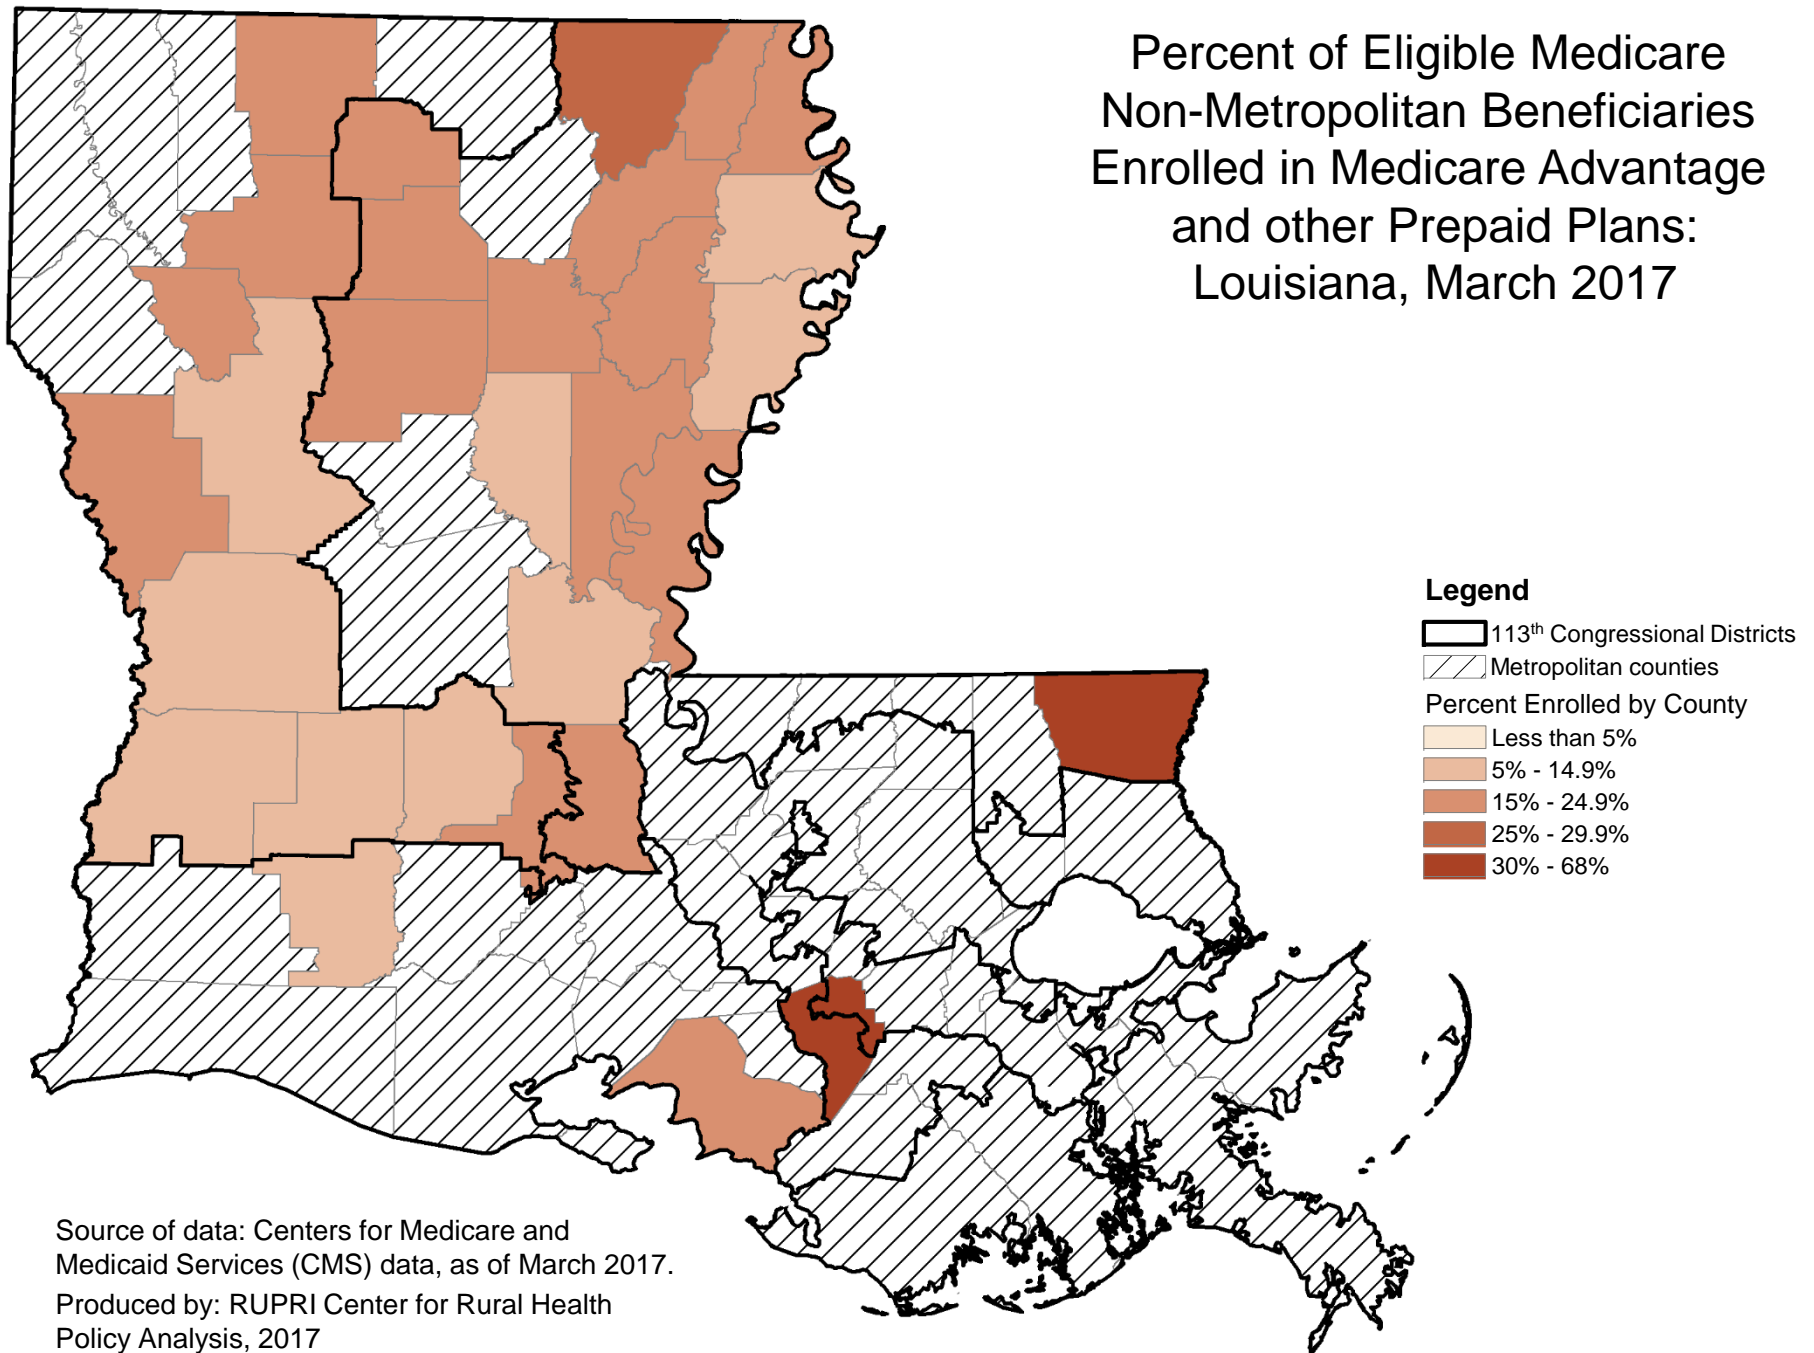 Percent of Eligible Medicare
Non-Metropolitan Beneficiaries
Enrolled in Medicare Advantage
and other Prepaid Plans:
Louisiana, March 2017
Legend
113th Congressional Districts
Metropolitan counties
Percent Enrolled by County
Less than 5%
5% - 14.9%
15% - 24.9%
25% - 29.9%
30% - 68%
Source of data: Centers for Medicare and
Medicaid Services (CMS) data, as of March 2017.
Produced by: RUPRI Center for Rural Health
Policy Analysis, 2017